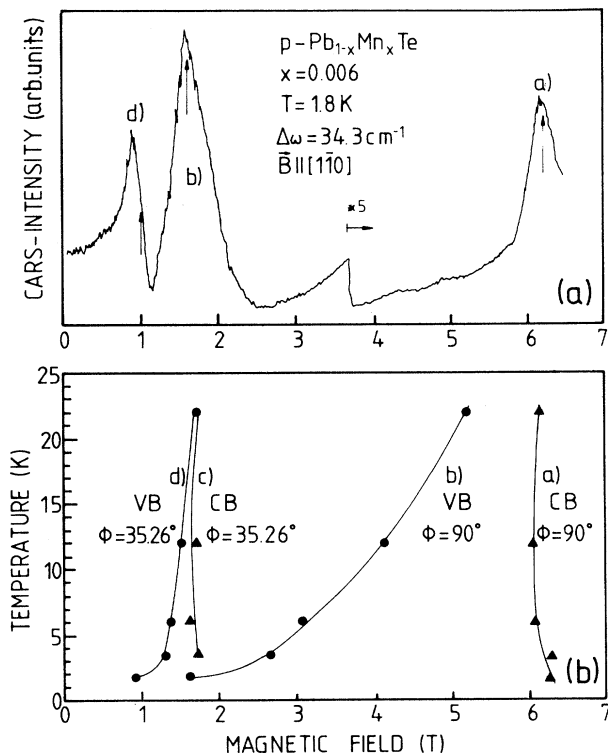 CARS-INTENSITY (arb.units)
d)
b)
a)
p-Pb₁₋ₓMnₓTe
x=0.006
T=1.8K
Δω=34.3cm⁻¹
B⃗||[11̄0]
*5
(a)
0 1 2 3 4 5 6 7
TEMPERATURE (K)
25
20
15
10
5
0
d) c)
VB CB
Φ=35.26° Φ=35.26°
b)
VB
Φ=90°
a)
CB
Φ=90°
(b)
0 1 2 3 4 5 6 7
MAGNETIC FIELD (T)